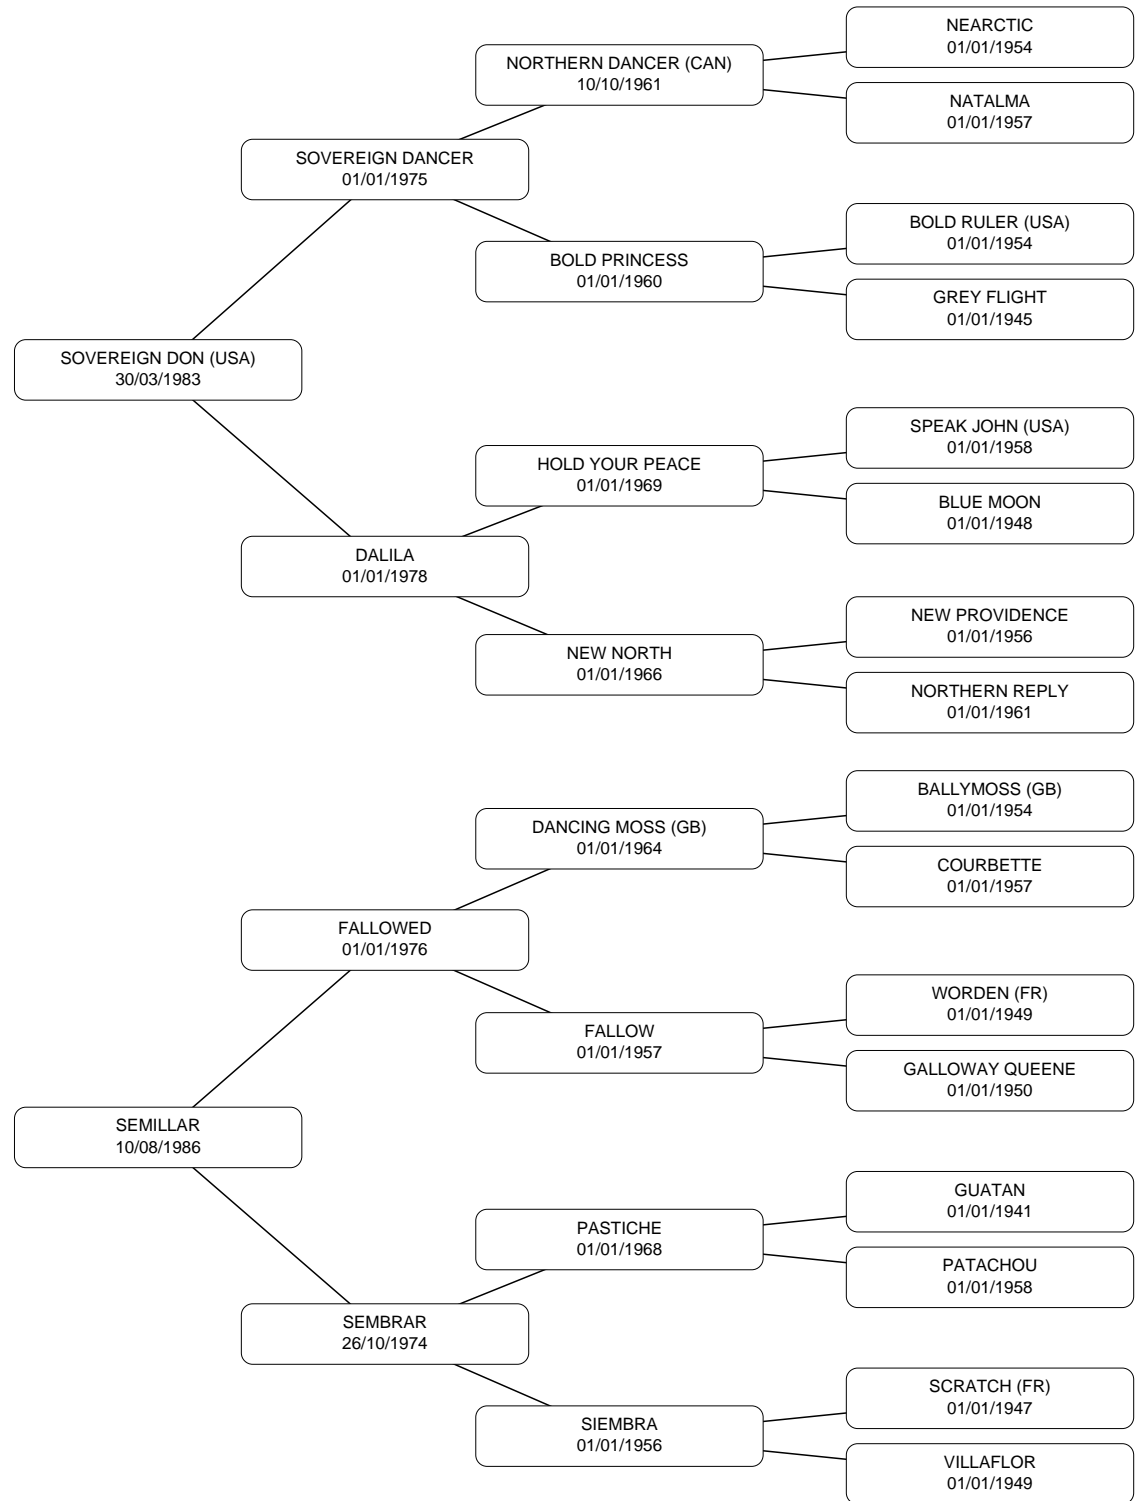 NEARCTIC
01/01/1954
NORTHERN DANCER (CAN)
10/10/1961
NATALMA
01/01/1957
SOVEREIGN DANCER
01/01/1975
BOLD RULER (USA)
01/01/1954
BOLD PRINCESS
01/01/1960
GREY FLIGHT
01/01/1945
SOVEREIGN DON (USA)
30/03/1983
SPEAK JOHN (USA)
01/01/1958
HOLD YOUR PEACE
01/01/1969
BLUE MOON
01/01/1948
DALILA
01/01/1978
NEW PROVIDENCE
01/01/1956
NEW NORTH
01/01/1966
NORTHERN REPLY
01/01/1961
BALLYMOSS (GB)
01/01/1954
DANCING MOSS (GB)
01/01/1964
COURBETTE
01/01/1957
FALLOWED
01/01/1976
WORDEN (FR)
01/01/1949
FALLOW
01/01/1957
GALLOWAY QUEENE
01/01/1950
SEMILLAR
10/08/1986
GUATAN
01/01/1941
PASTICHE
01/01/1968
PATACHOU
01/01/1958
SEMBRAR
26/10/1974
SCRATCH (FR)
01/01/1947
SIEMBRA
01/01/1956
VILLAFLOR
01/01/1949